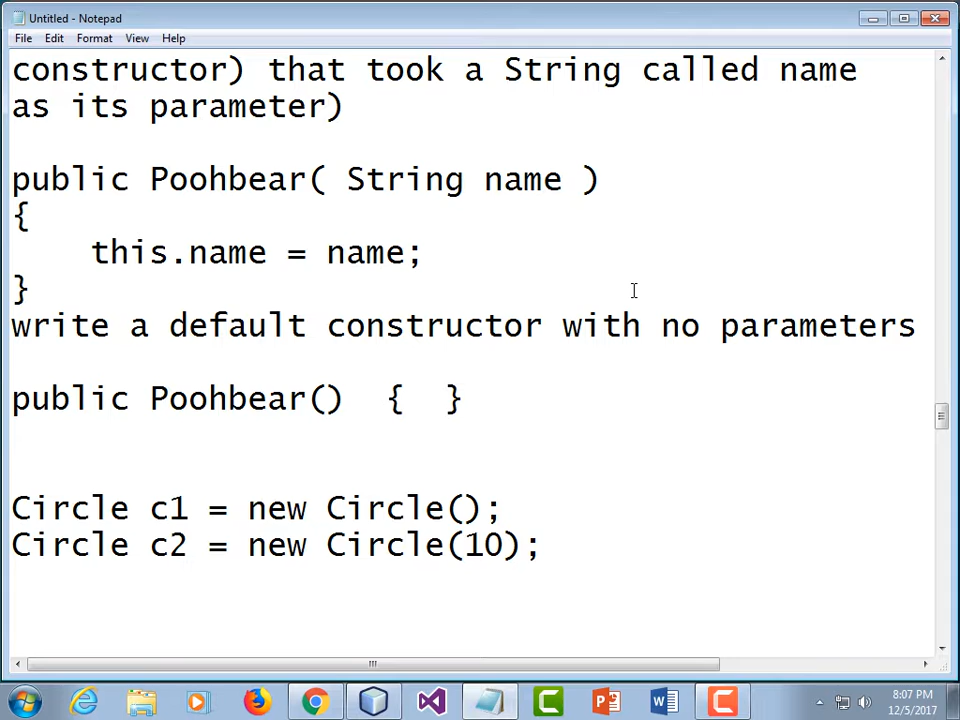 Untitled - Notepad
File Edit Format View Help
constructor) that took a String called name
as its parameter)
public Poohbear( String name )
{
this.name = name;
}
write a default constructor with no parameters
public Poohbear() { }
Circle c1 = new Circle();
Circle c2 = new Circle(10);
8:07 PM
12/5/2017